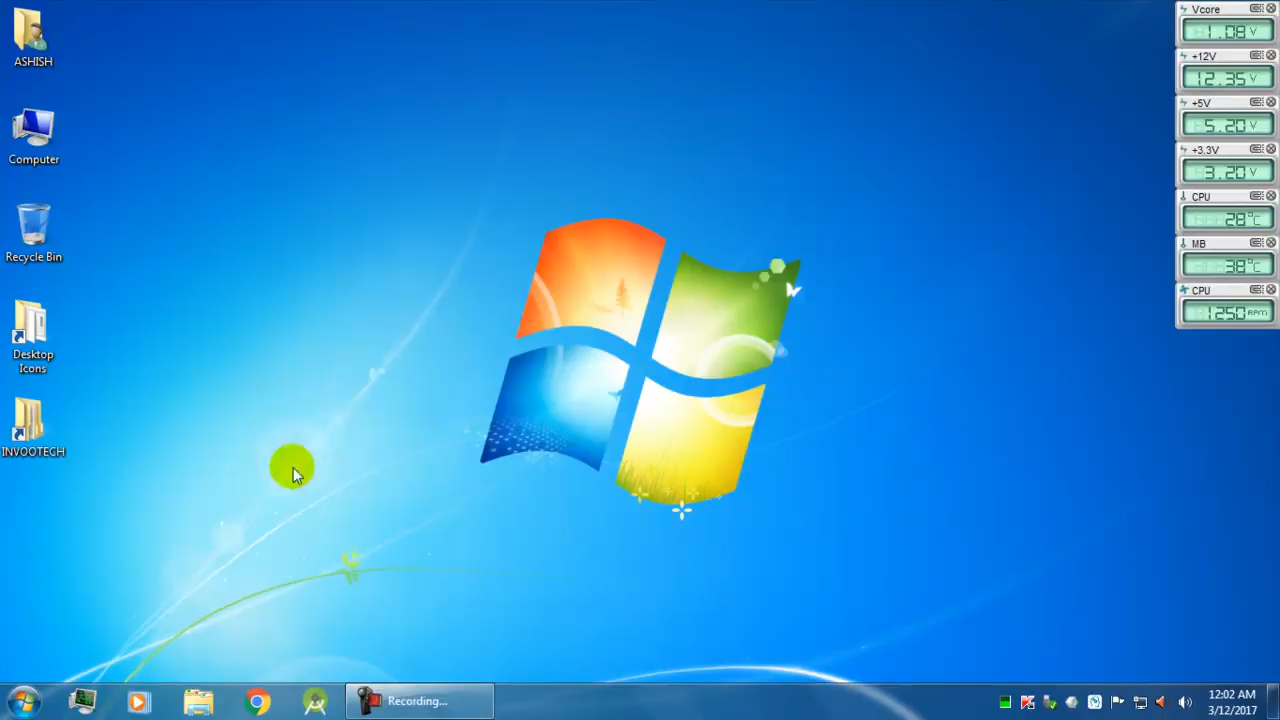 ASHISH
Computer
Recycle Bin
Desktop
Icons
INVOOTECH
Vcore
1.08 V
+12V
12.35 V
+5V
5.20 V
+3.3V
3.20 V
CPU
28°C
MB
38°C
CPU
1250 RPM
Recording...
12:02 AM
3/12/2017